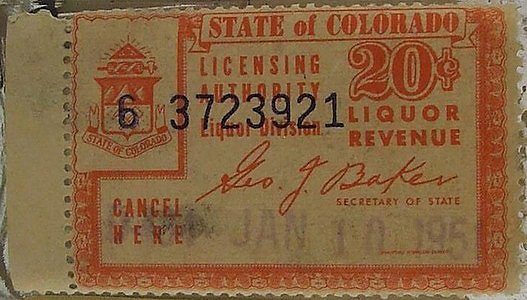 STATE of COLORADO
LICENSING
AUTHORITY
Liquor Division
20¢
LIQUOR
REVENUE
6 3723921
STATE OF COLORADO
Geo. J. Baker
SECRETARY OF STATE
CANCEL
HERE
JAN 10 195